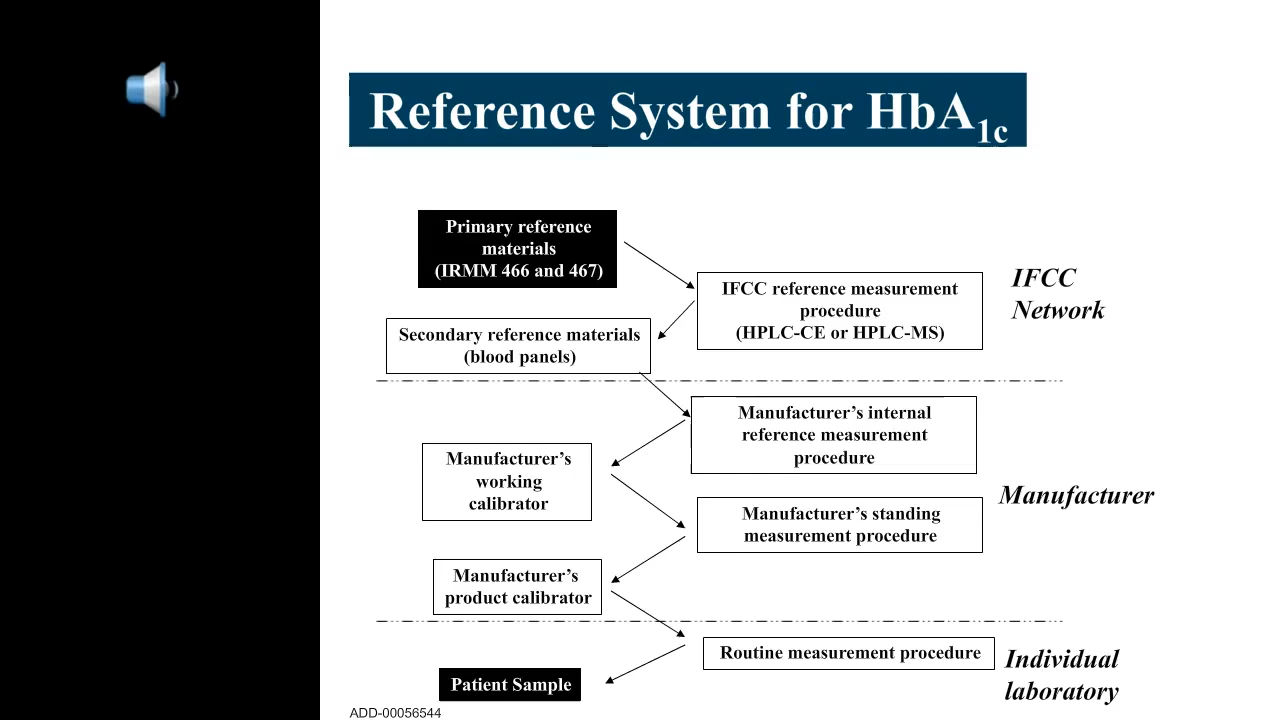 Reference System for HbA1c
Primary reference
materials
(IRMM 466 and 467)
IFCC reference measurement
procedure
(HPLC-CE or HPLC-MS)
IFCC
Network
Secondary reference materials
(blood panels)
Manufacturer’s internal
reference measurement
procedure
Manufacturer’s
working
calibrator
Manufacturer
Manufacturer’s standing
measurement procedure
Manufacturer’s
product calibrator
Routine measurement procedure
Individual
laboratory
Patient Sample
ADD-00056544